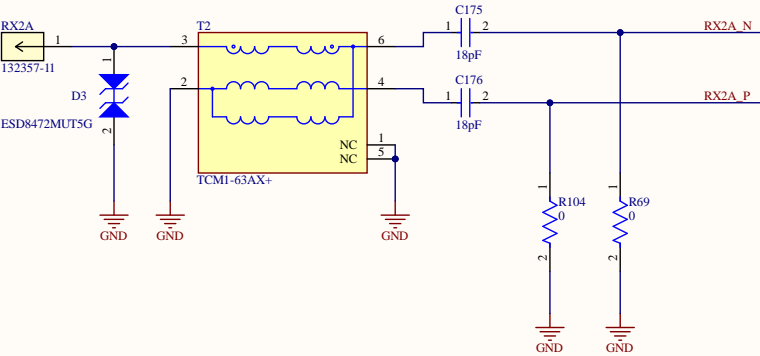 RX2A
1
132357-11
D3
1
2
ESD8472MUT5G
GND
T2
3
2
6
4
NC 1
NC 5
TCM1-63AX+
GND
GND
C175
1 2
18pF
C176
1 2
18pF
RX2A_N
RX2A_P
1
R104
0
2
GND
1
R69
0
2
GND